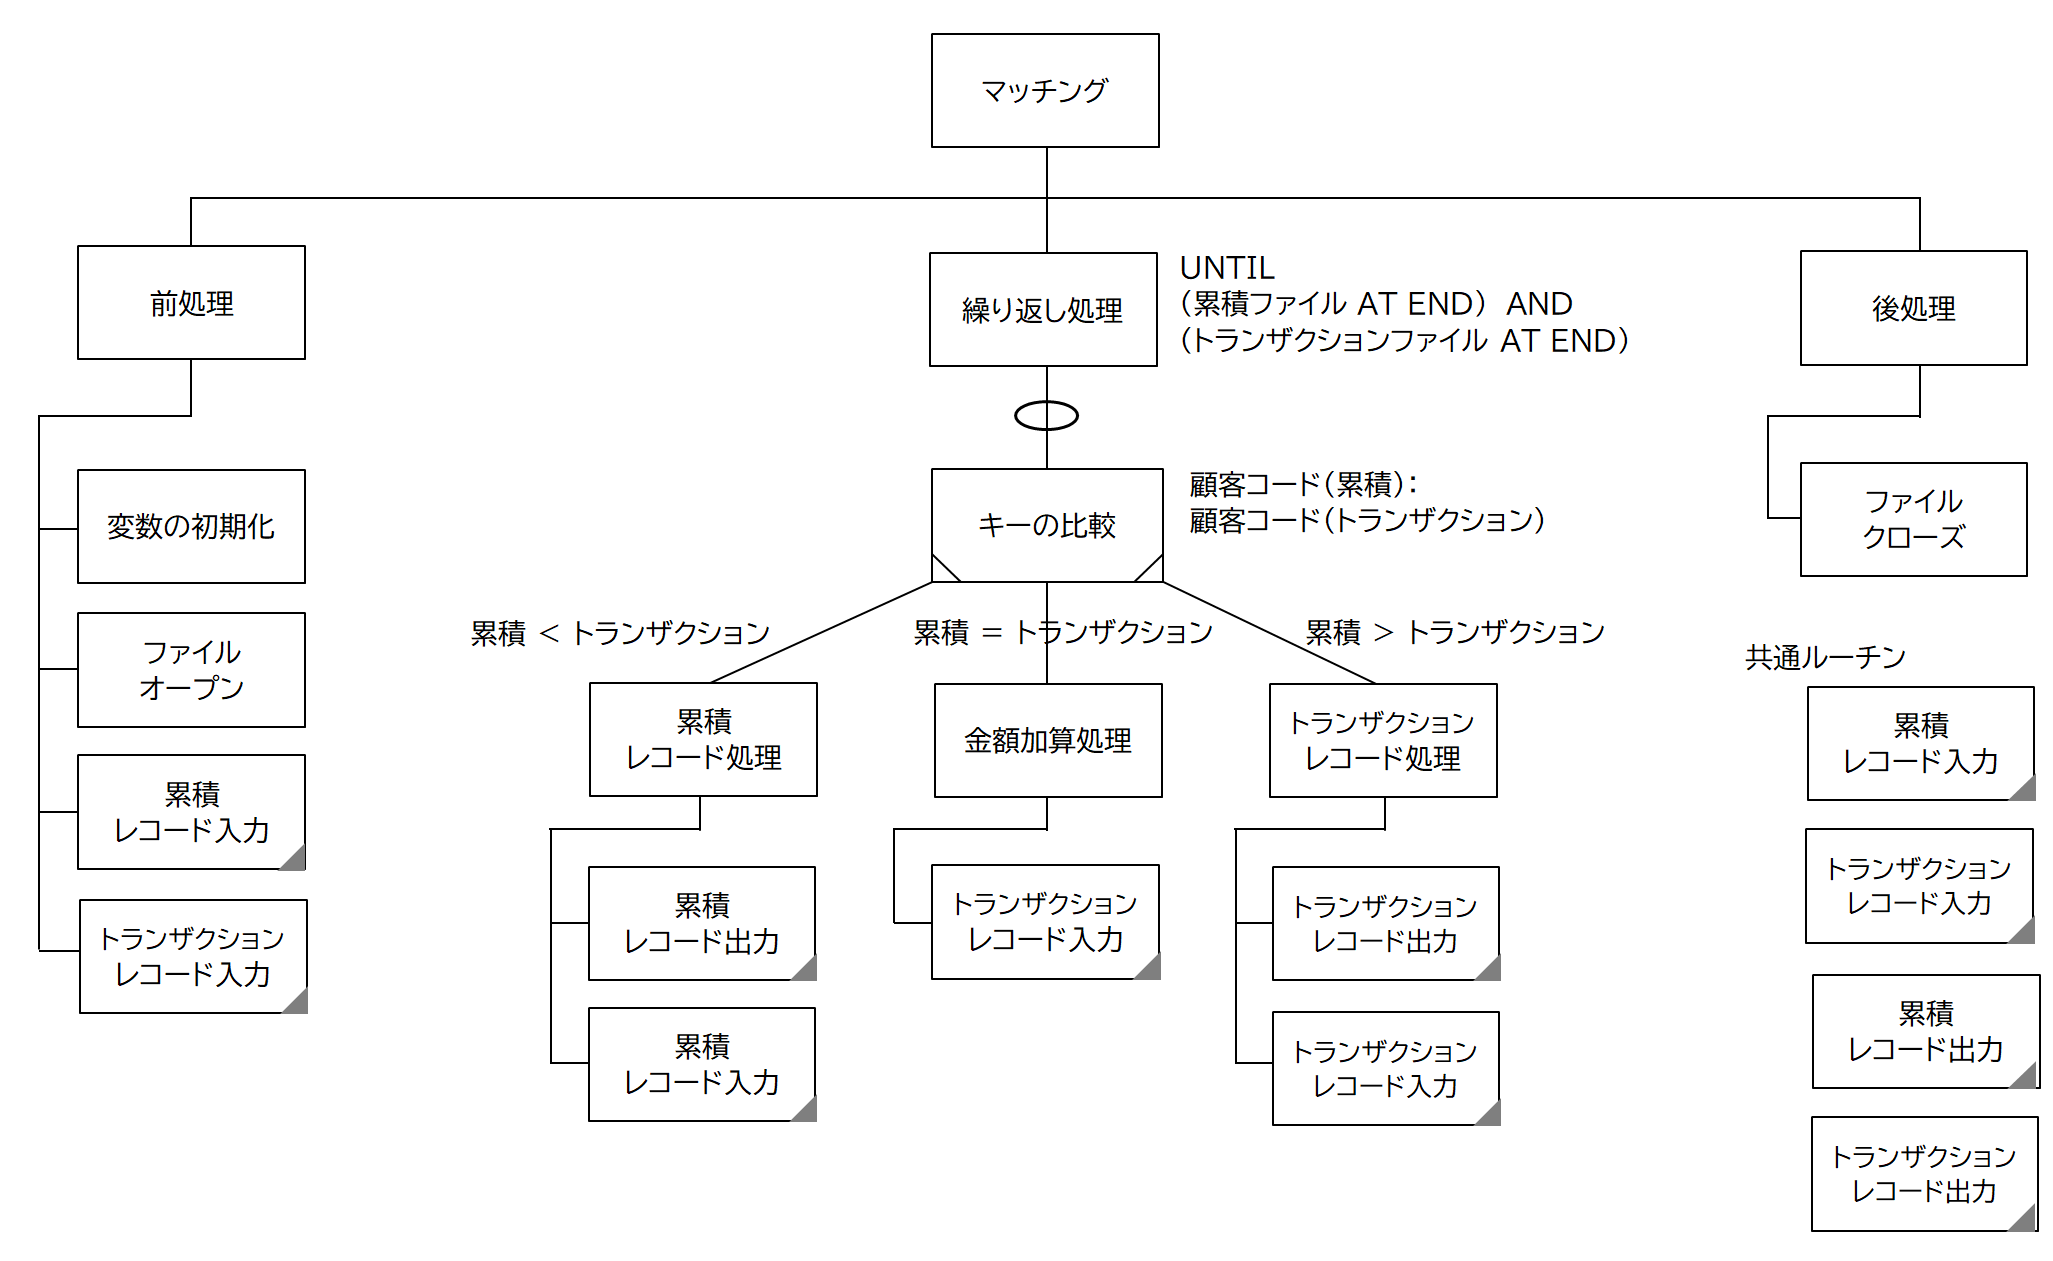 マッチング
前処理
変数の初期化
ファイル
オープン
累積
レコード入力
トランザクション
レコード入力
繰り返し処理
UNTIL
（累積ファイル AT END） AND
（トランザクションファイル AT END）
キーの比較
顧客コード（累積）：
顧客コード（トランザクション）
累積 ＜ トランザクション
累積
レコード処理
累積
レコード出力
累積
レコード入力
累積 ＝ トランザクション
金額加算処理
トランザクション
レコード入力
累積 ＞ トランザクション
トランザクション
レコード処理
トランザクション
レコード出力
トランザクション
レコード入力
後処理
ファイル
クローズ
共通ルーチン
累積
レコード入力
トランザクション
レコード入力
累積
レコード出力
トランザクション
レコード出力